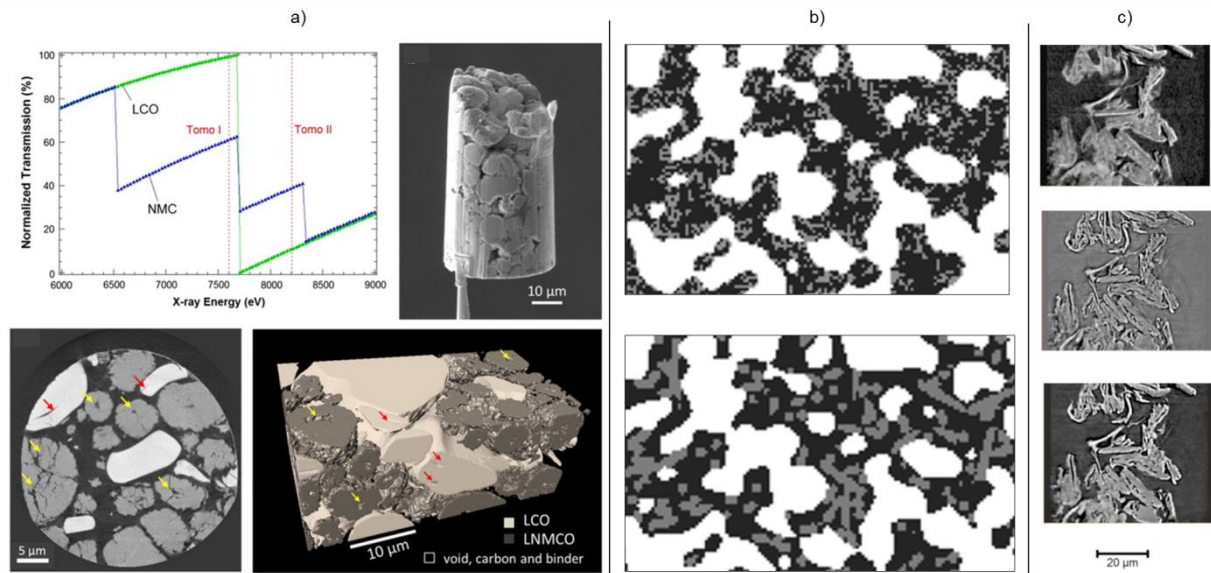 a)
b)
c)
100
80
60
40
20
0
Normalized Transmission (%)
LCO
NMC
Tomo I
Tomo II
6000 6500 7000 7500 8000 8500 9000
X-ray Energy (eV)
10 µm
5 µm
10 µm
LCO
LNMCO
void, carbon and binder
20 µm